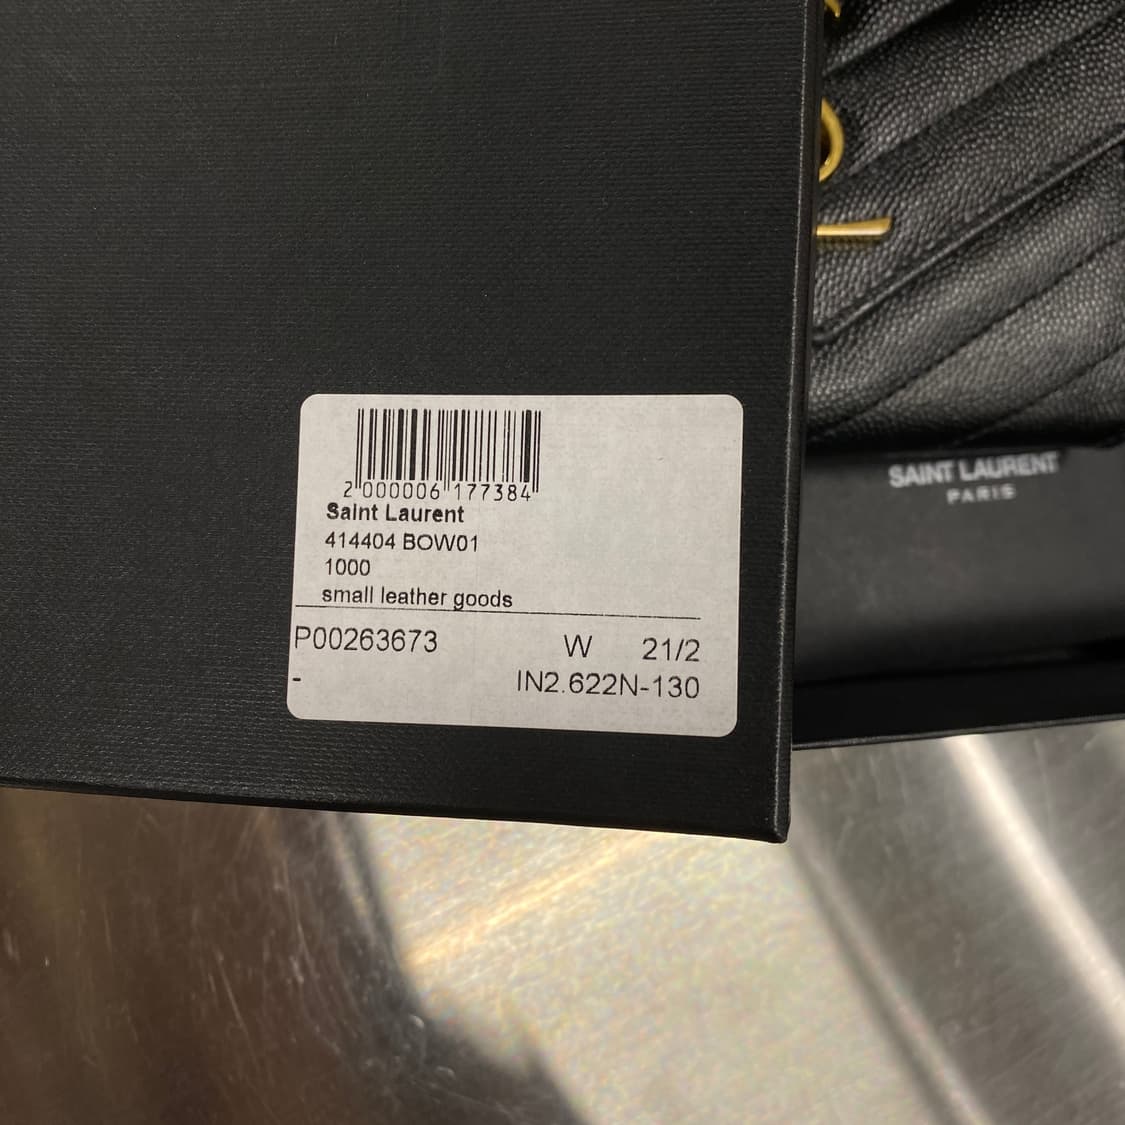 2 000006 177384
Saint Laurent
414404 BOW01
1000
small leather goods
P00263673 W 21/2
- IN2.622N-130
SAINT LAURENT
PARIS